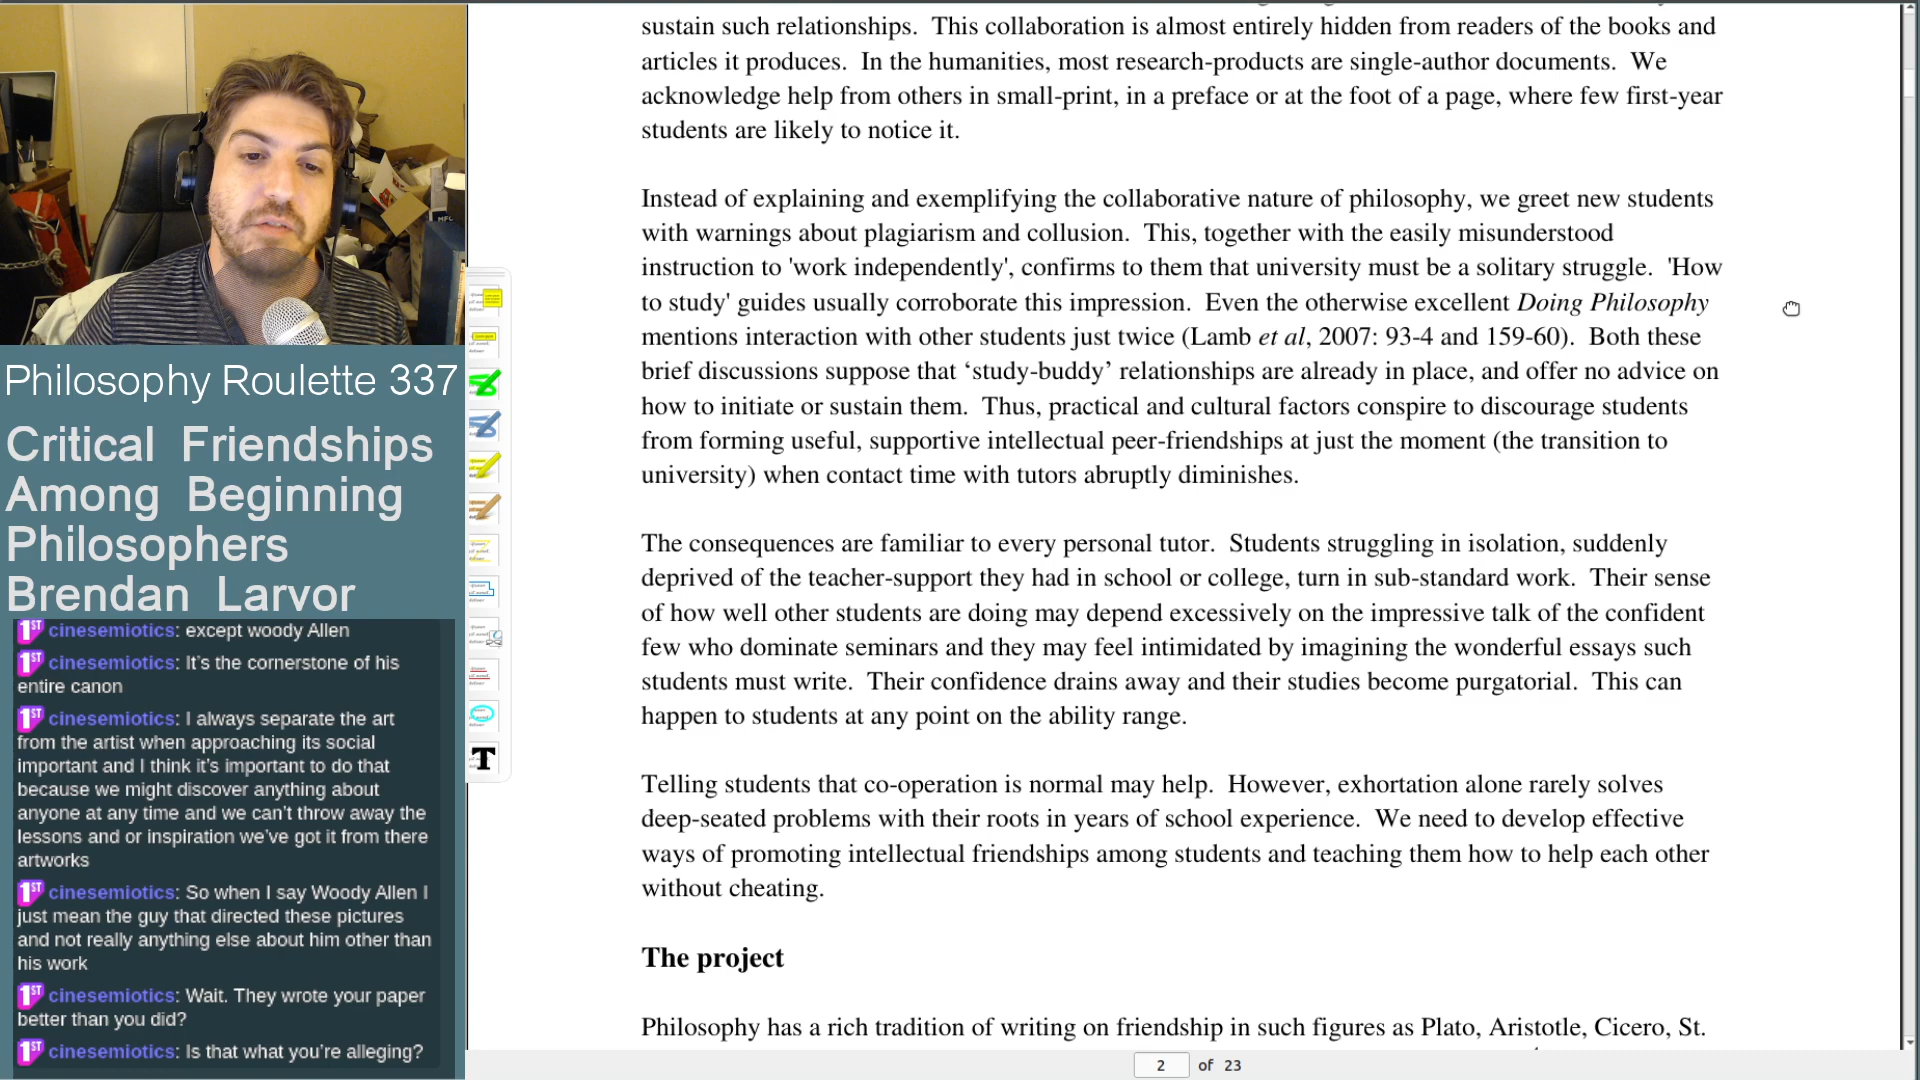 sustain such relationships.  This collaboration is almost entirely hidden from readers of the books and
articles it produces.  In the humanities, most research-products are single-author documents.  We
acknowledge help from others in small-print, in a preface or at the foot of a page, where few first-year
students are likely to notice it.
Instead of explaining and exemplifying the collaborative nature of philosophy, we greet new students
with warnings about plagiarism and collusion.  This, together with the easily misunderstood
instruction to 'work independently', confirms to them that university must be a solitary struggle.  'How
to study' guides usually corroborate this impression.  Even the otherwise excellent Doing Philosophy
mentions interaction with other students just twice (Lamb et al, 2007: 93-4 and 159-60).  Both these
brief discussions suppose that ‘study-buddy’ relationships are already in place, and offer no advice on
how to initiate or sustain them.  Thus, practical and cultural factors conspire to discourage students
from forming useful, supportive intellectual peer-friendships at just the moment (the transition to
university) when contact time with tutors abruptly diminishes.
The consequences are familiar to every personal tutor.  Students struggling in isolation, suddenly
deprived of the teacher-support they had in school or college, turn in sub-standard work.  Their sense
of how well other students are doing may depend excessively on the impressive talk of the confident
few who dominate seminars and they may feel intimidated by imagining the wonderful essays such
students must write.  Their confidence drains away and their studies become purgatorial.  This can
happen to students at any point on the ability range.
Telling students that co-operation is normal may help.  However, exhortation alone rarely solves
deep-seated problems with their roots in years of school experience.  We need to develop effective
ways of promoting intellectual friendships among students and teaching them how to help each other
without cheating.
The project
Philosophy has a rich tradition of writing on friendship in such figures as Plato, Aristotle, Cicero, St.
2 of 23
T
Philosophy Roulette 337
Critical Friendships
Among Beginning
Philosophers
Brendan Larvor
1ST cinesemiotics: except woody Allen
1ST cinesemiotics: It’s the cornerstone of his
entire canon
1ST cinesemiotics: I always separate the art
from the artist when approaching its social
important and I think it’s important to do that
because we might discover anything about
anyone at any time and we can’t throw away the
lessons and or inspiration we’ve got it from there
artworks
1ST cinesemiotics: So when I say Woody Allen I
just mean the guy that directed these pictures
and not really anything else about him other than
his work
1ST cinesemiotics: Wait. They wrote your paper
better than you did?
1ST cinesemiotics: Is that what you’re alleging?